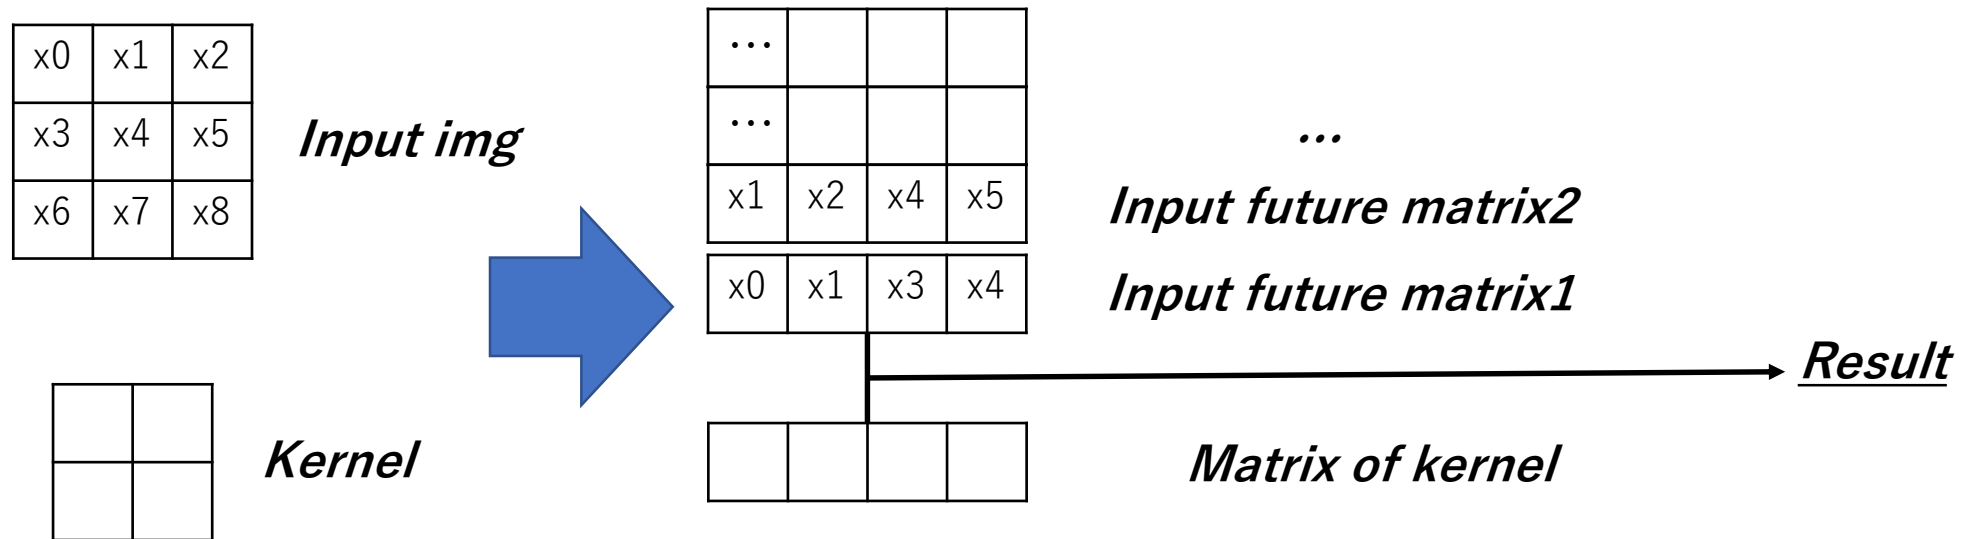 x0 x1 x2
x3 x4 x5
x6 x7 x8
Input img
Kernel
...
...
...
x1 x2 x4 x5
Input future matrix2
x0 x1 x3 x4
Input future matrix1
Result
Matrix of kernel